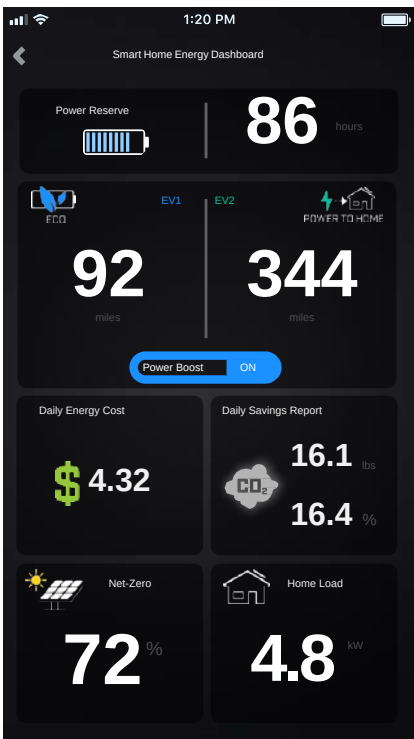 1:20 PM
Smart Home Energy Dashboard
Power Reserve
86 hours
ECO
EV1
EV2
POWER TO HOME
92
344
miles
miles
Power Boost ON
Daily Energy Cost
$ 4.32
Daily Savings Report
CO2
16.1 lbs
16.4 %
Net-Zero
72 %
Home Load
4.8 kW